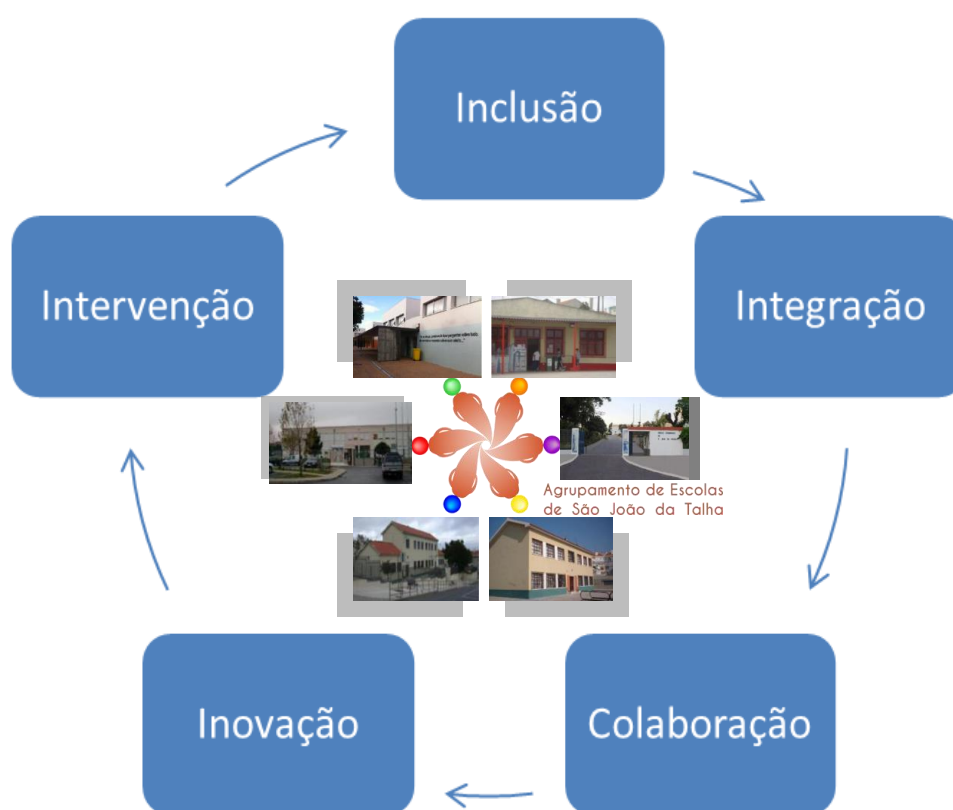 Inclusão
Intervenção
Integração
Agrupamento de Escolas
de São João da Talha
Inovação
Colaboração